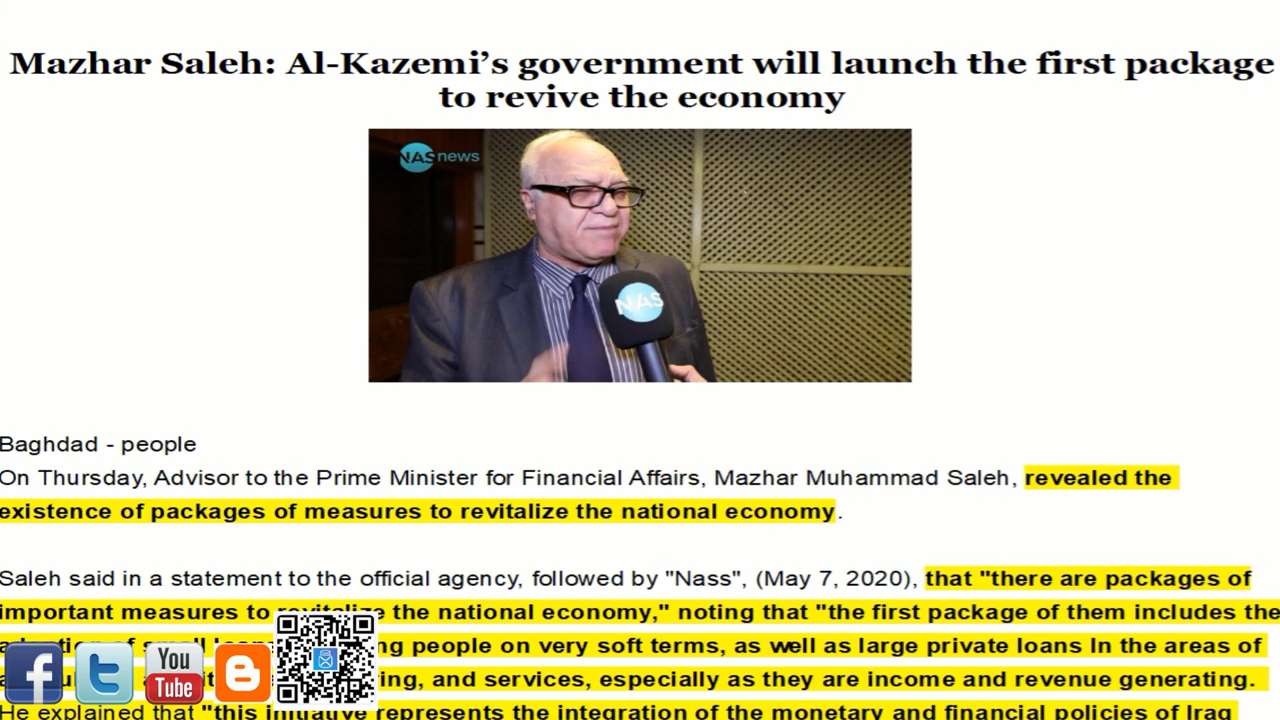 Mazhar Saleh: Al-Kazemi’s government will launch the first package
to revive the economy
NAS news
NAS
Baghdad - people
On Thursday, Advisor to the Prime Minister for Financial Affairs, Mazhar Muhammad Saleh, revealed the
existence of packages of measures to revitalize the national economy.
Saleh said in a statement to the official agency, followed by "Nass", (May 7, 2020), that "there are packages of
important measures to revitalize the national economy," noting that "the first package of them includes the
people on very soft terms, as well as large private loans In the areas of
and services, especially as they are income and revenue generating.
He explained that "this initiative represents the integration of the monetary and financial policies of Iraq
You
Tube